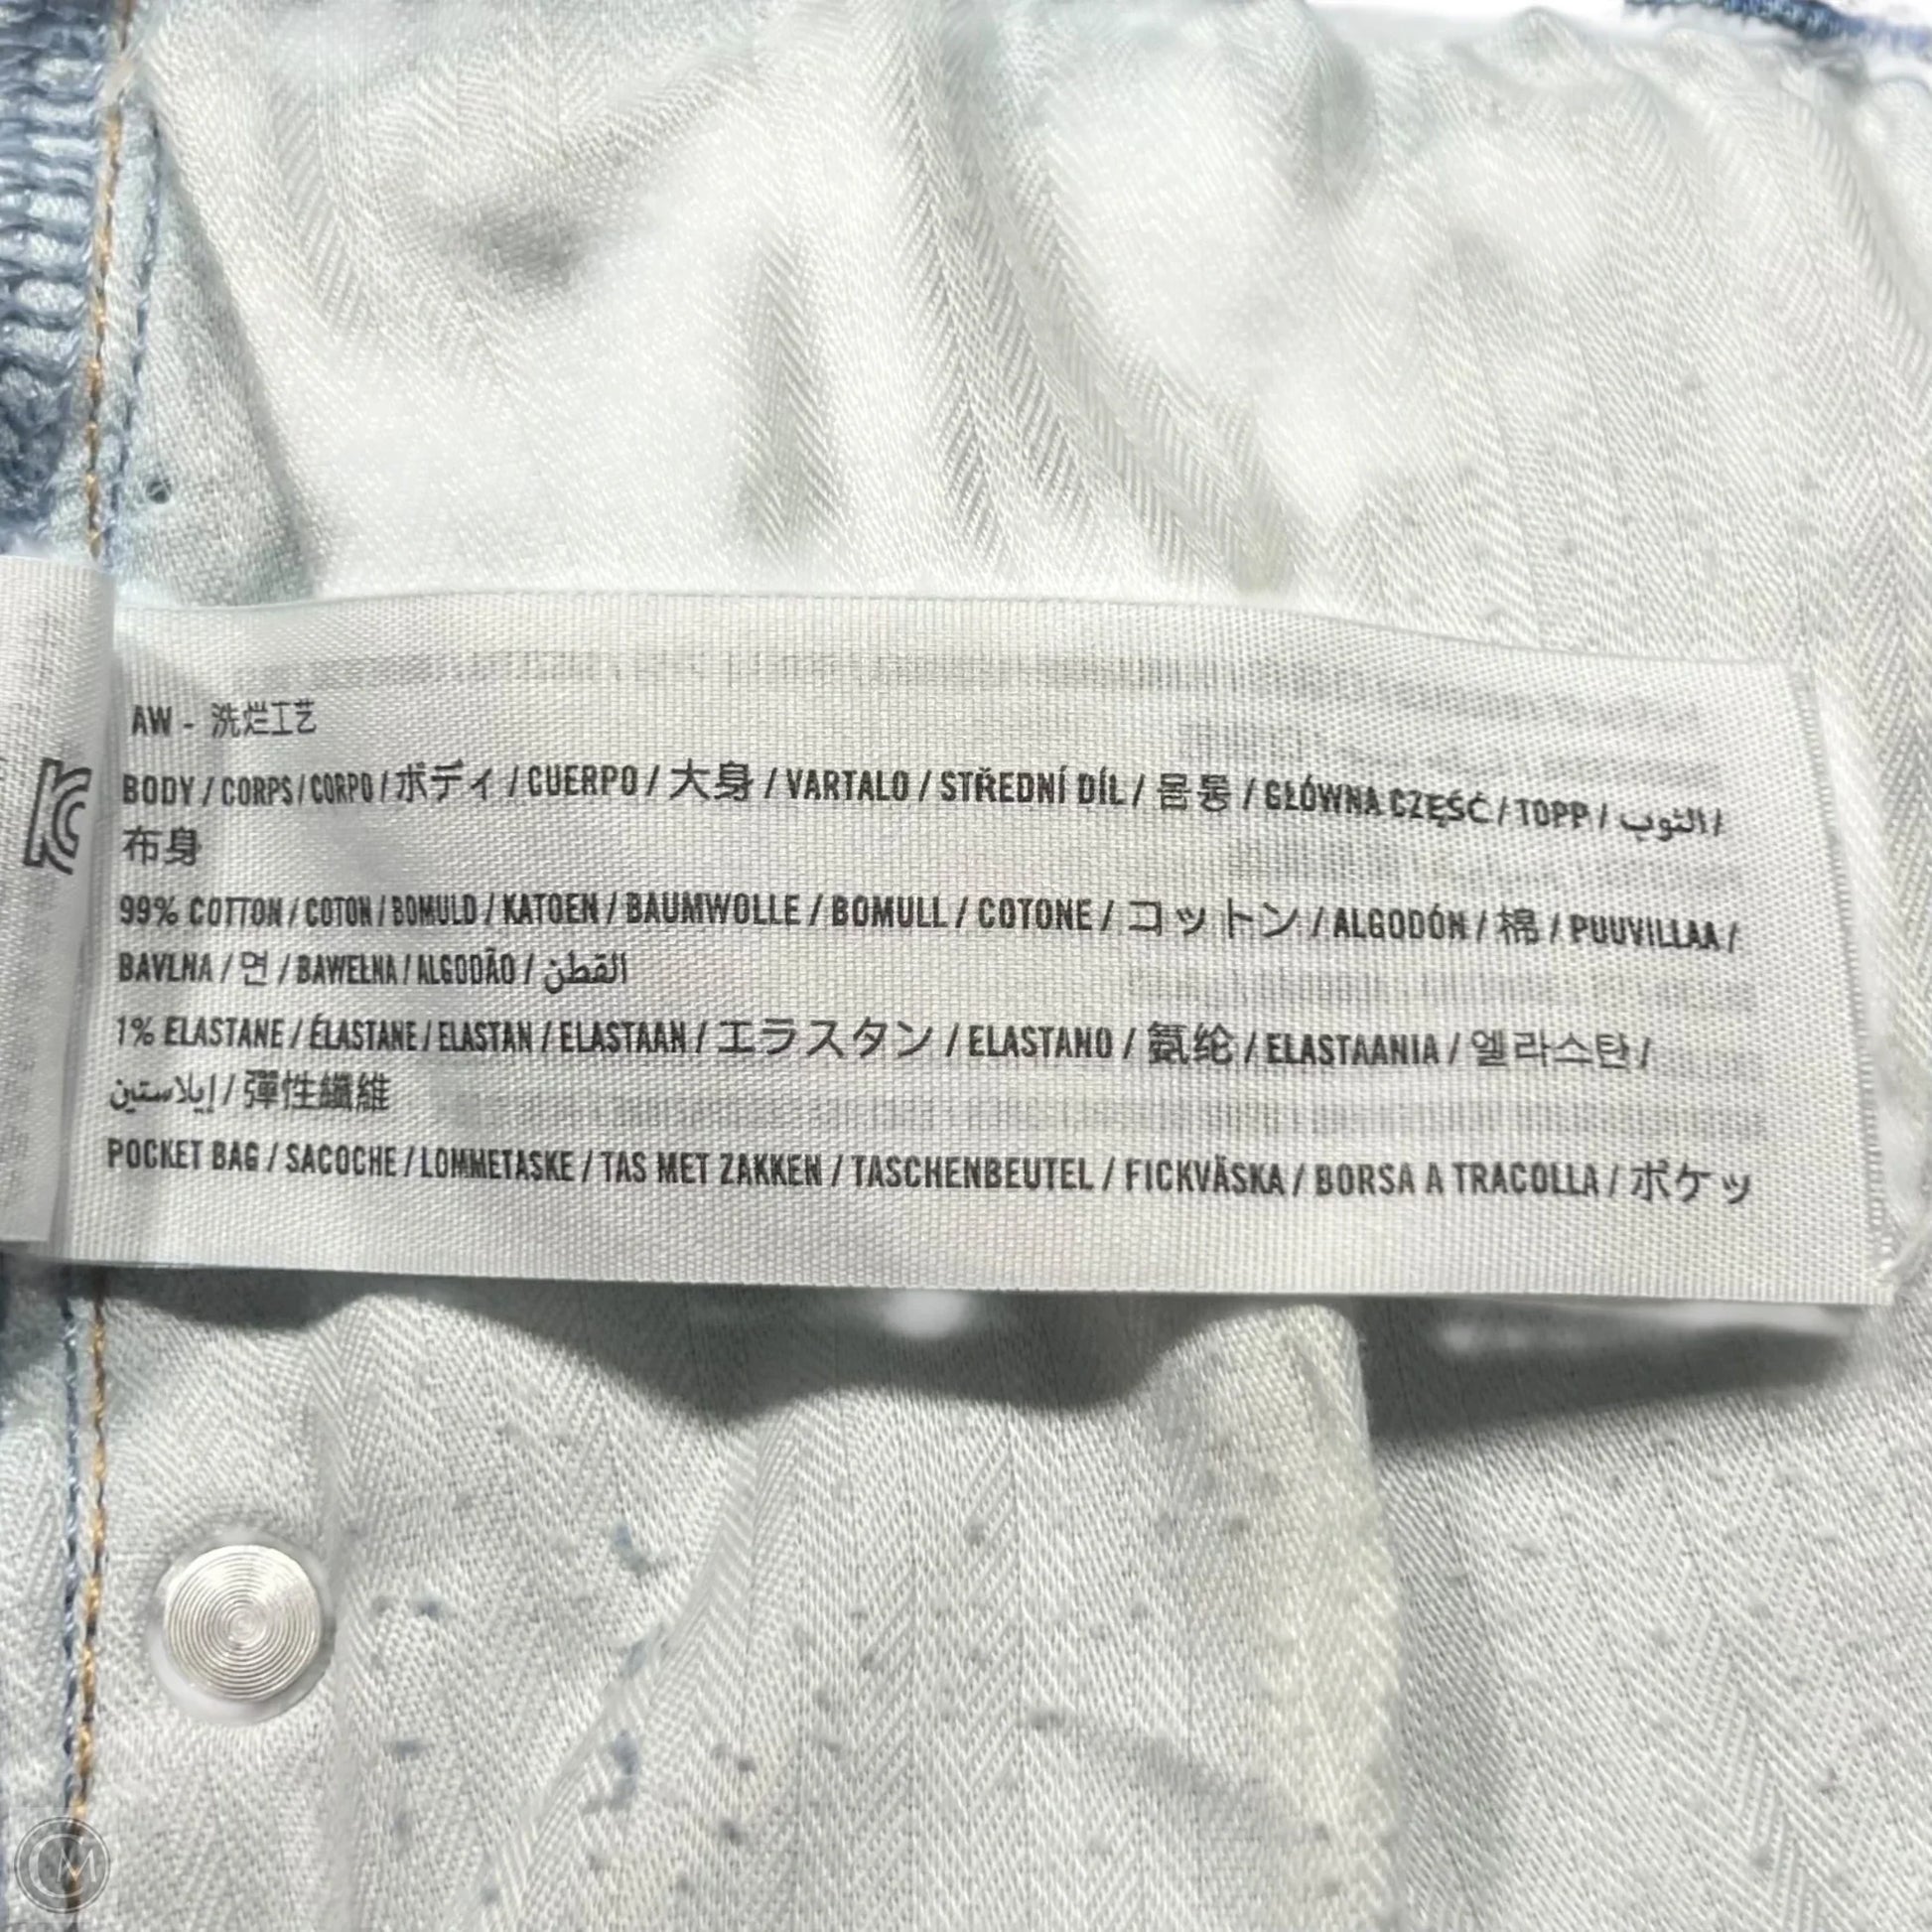 AW - 洗烂工艺
BODY / CORPS / CORPO / ボディ / CUERPO / 大身 / VARTALO / STŘEDNÍ DÍL / 몸통 / GŁÓWNA CZĘŚĆ / TOPP / الثوب /
布身
99% COTTON / COTON / BOMULD / KATOEN / BAUMWOLLE / BOMULL / COTONE / コットン / ALGODÓN / 棉 / PUUVILLAA /
BAVLNA / 면 / BAWEŁNA / ALGODÃO / القطن
1% ELASTANE / ÉLASTANE / ELASTAN / ELASTAAN / エラスタン / ELASTANO / 氨纶 / ELASTAANIA / 엘라스탄 /
إيلاستين / 彈性纖維
POCKET BAG / SACOCHE / LOMMETASKE / TAS MET ZAKKEN / TASCHENBEUTEL / FICKVÄSKA / BORSA A TRACOLLA / ポケッ